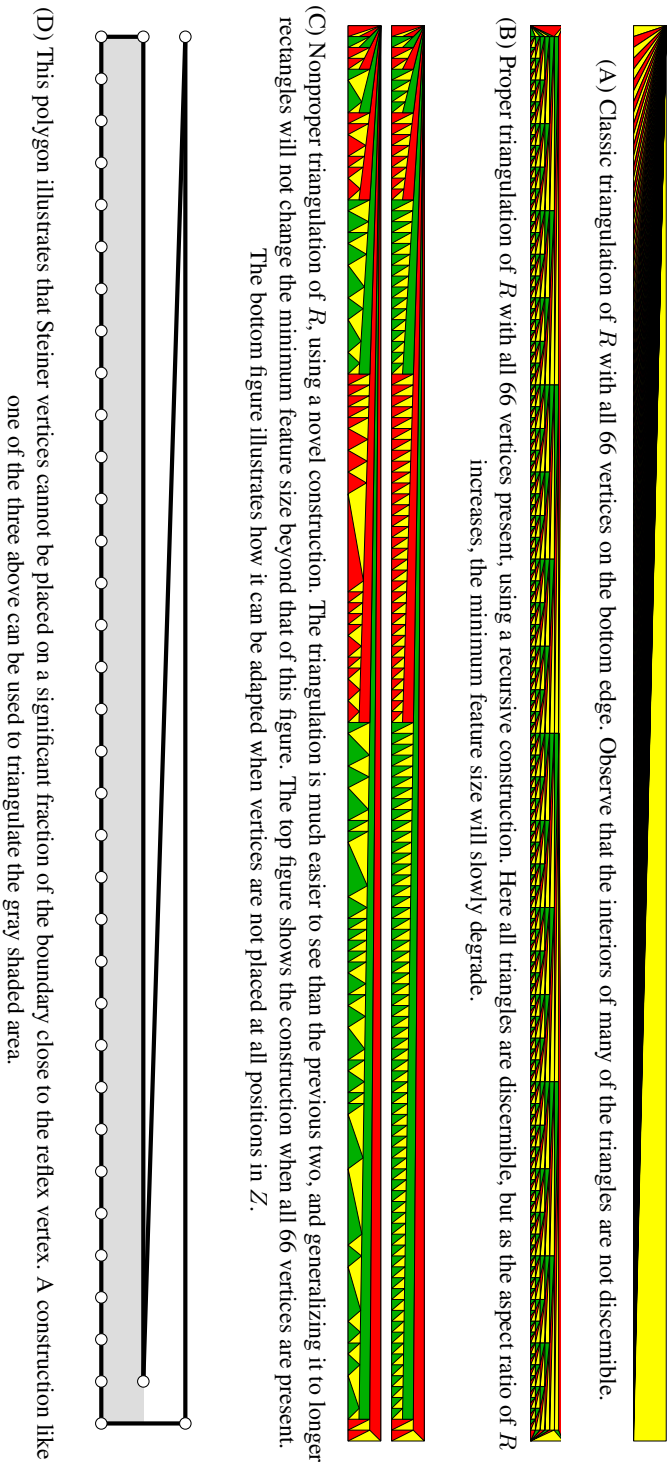 (A) Classic triangulation of R with all 66 vertices on the bottom edge. Observe that the interiors of many of the triangles are not discernible.
(B) Proper triangulation of R with all 66 vertices present, using a recursive construction. Here all triangles are discernible, but as the aspect ratio of R
increases, the minimum feature size will slowly degrade.
(C) Nonproper triangulation of R, using a novel construction. The triangulation is much easier to see than the previous two, and generalizing it to longer
rectangles will not change the minimum feature size beyond that of this figure. The top figure shows the construction when all 66 vertices are present.
The bottom figure illustrates how it can be adapted when vertices are not placed at all positions in Z.
(D) This polygon illustrates that Steiner vertices cannot be placed on a significant fraction of the boundary close to the reflex vertex. A construction like
one of the three above can be used to triangulate the gray shaded area.